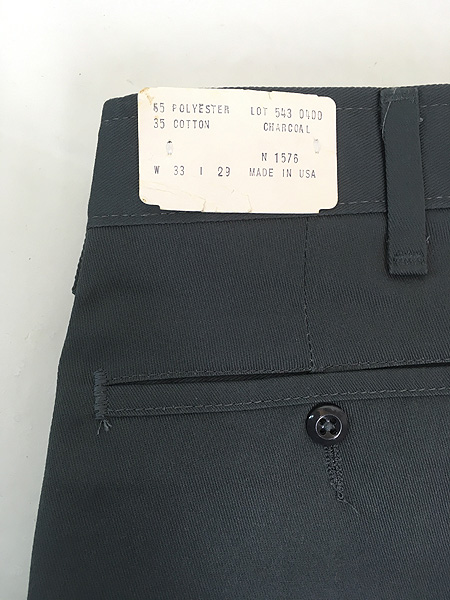 65 POLYESTER LOT 543 0400
35 COTTON CHARCOAL
N 1576
W 33 I 29 MADE IN USA